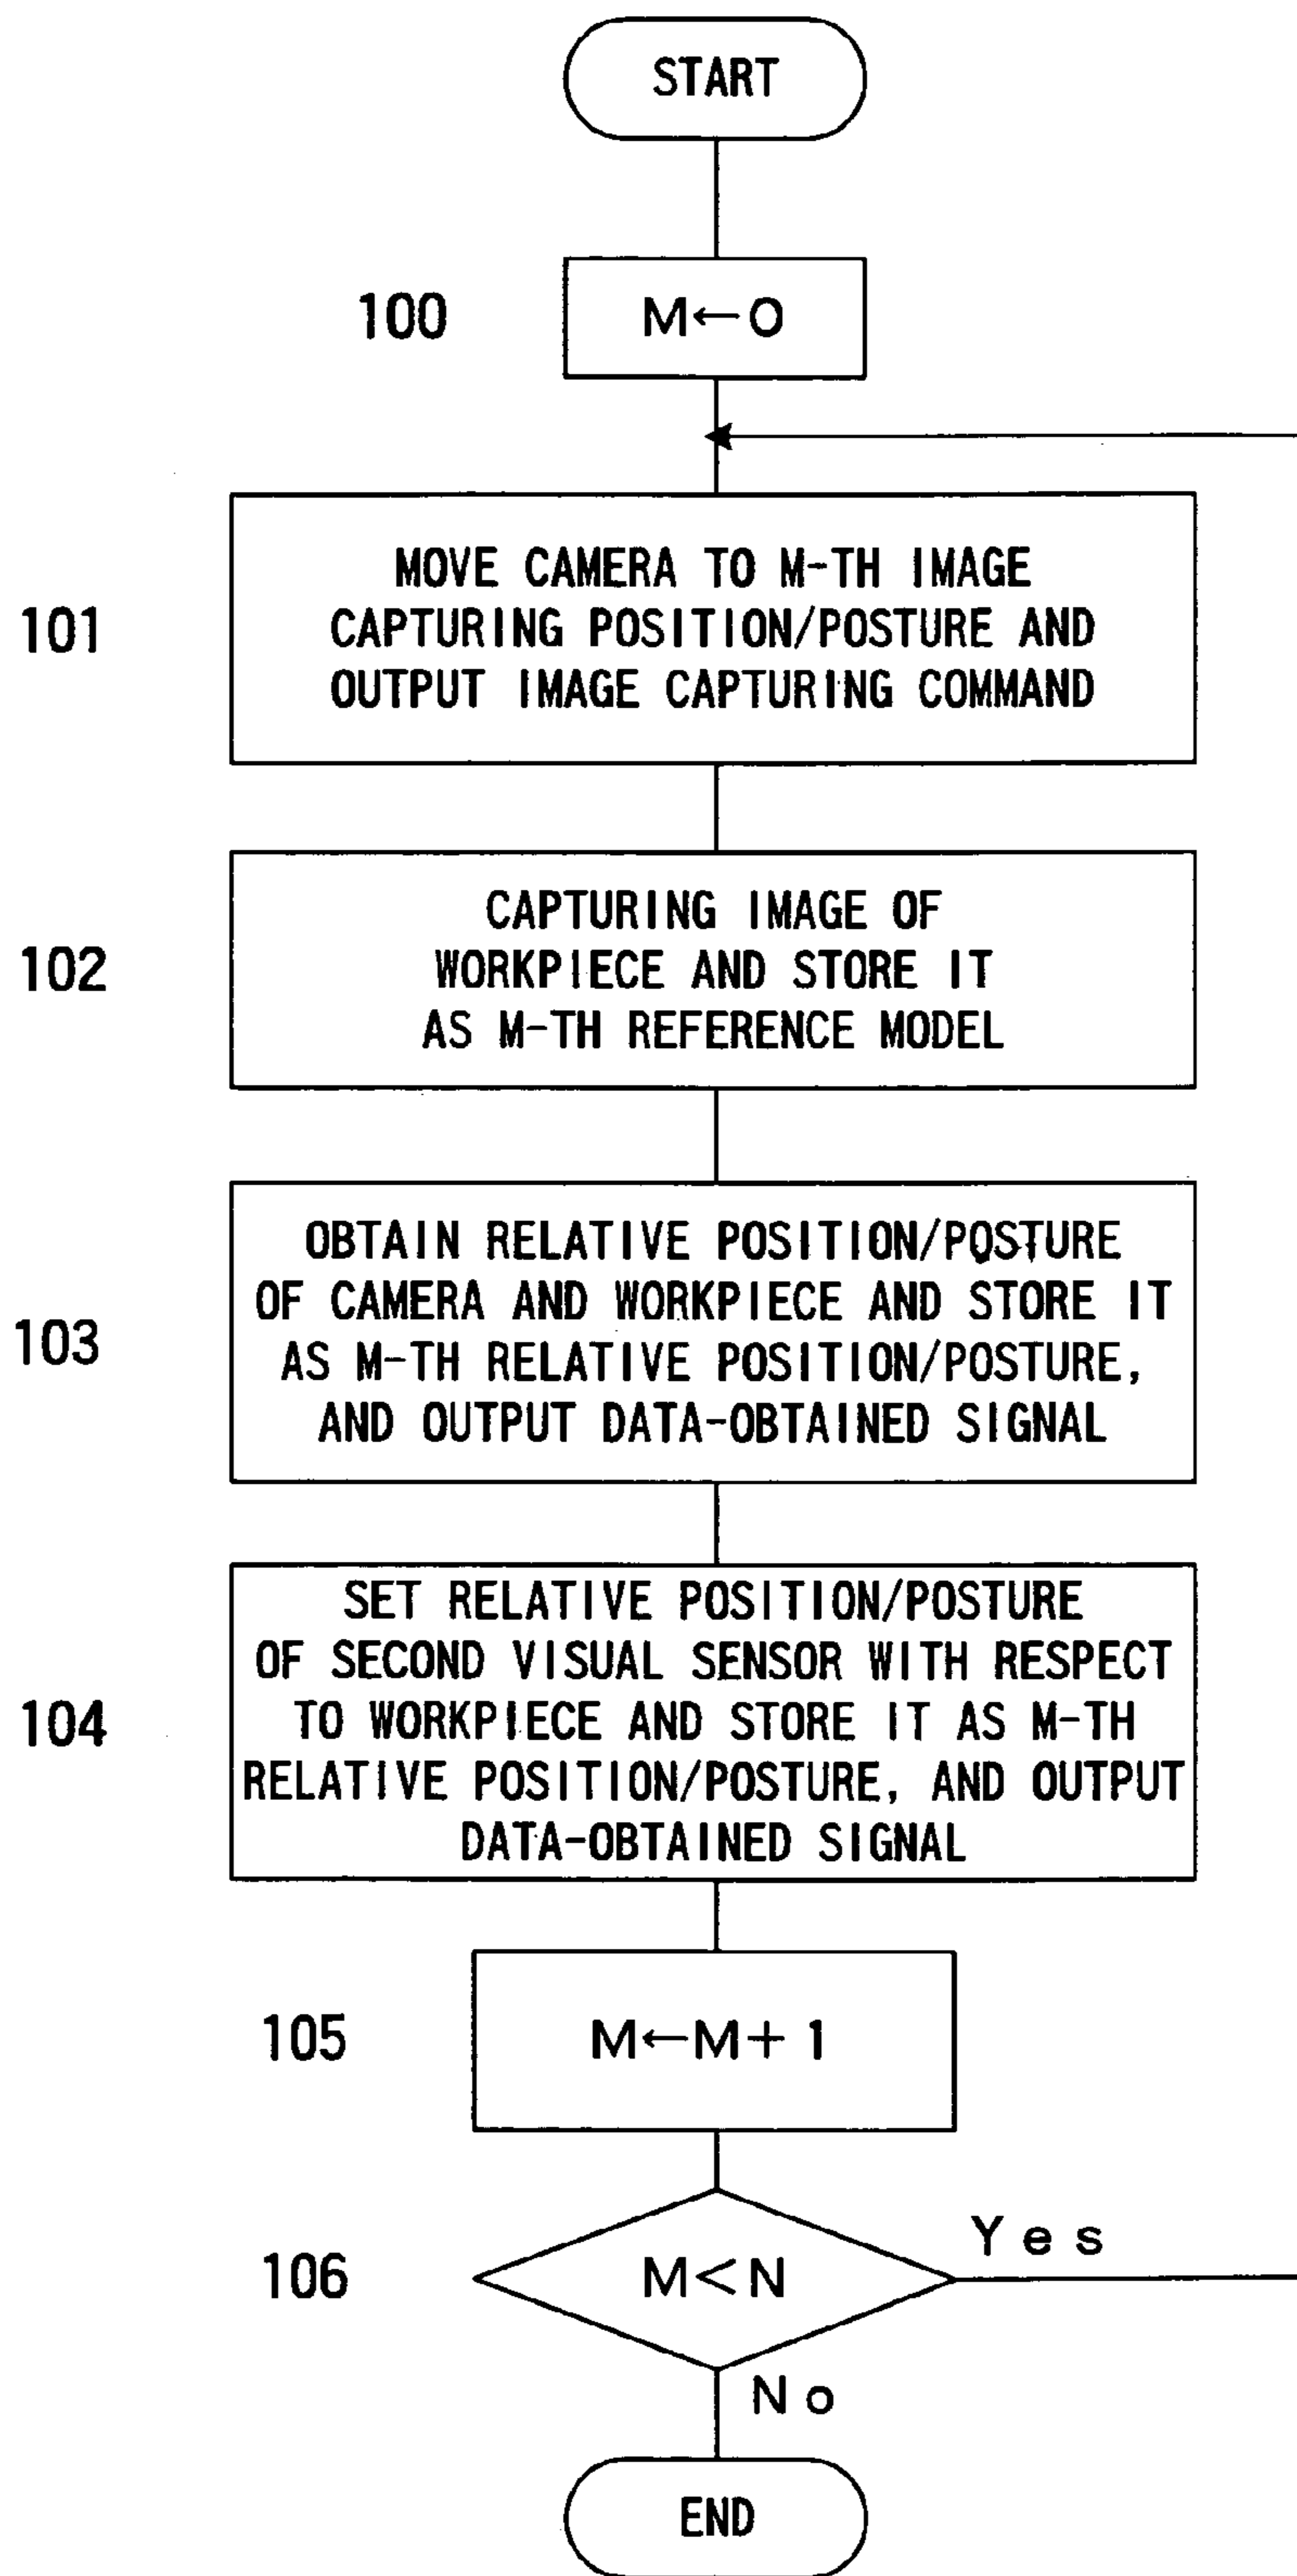 START
100
M←0
101
MOVE CAMERA TO M-TH IMAGE
CAPTURING POSITION/POSTURE AND
OUTPUT IMAGE CAPTURING COMMAND
102
CAPTURING IMAGE OF
WORKPIECE AND STORE IT
AS M-TH REFERENCE MODEL
103
OBTAIN RELATIVE POSITION/POSTURE
OF CAMERA AND WORKPIECE AND STORE IT
AS M-TH RELATIVE POSITION/POSTURE,
AND OUTPUT DATA-OBTAINED SIGNAL
104
SET RELATIVE POSITION/POSTURE
OF SECOND VISUAL SENSOR WITH RESPECT
TO WORKPIECE AND STORE IT AS M-TH
RELATIVE POSITION/POSTURE, AND OUTPUT
DATA-OBTAINED SIGNAL
105
M←M+1
106
M<N
Yes
No
END